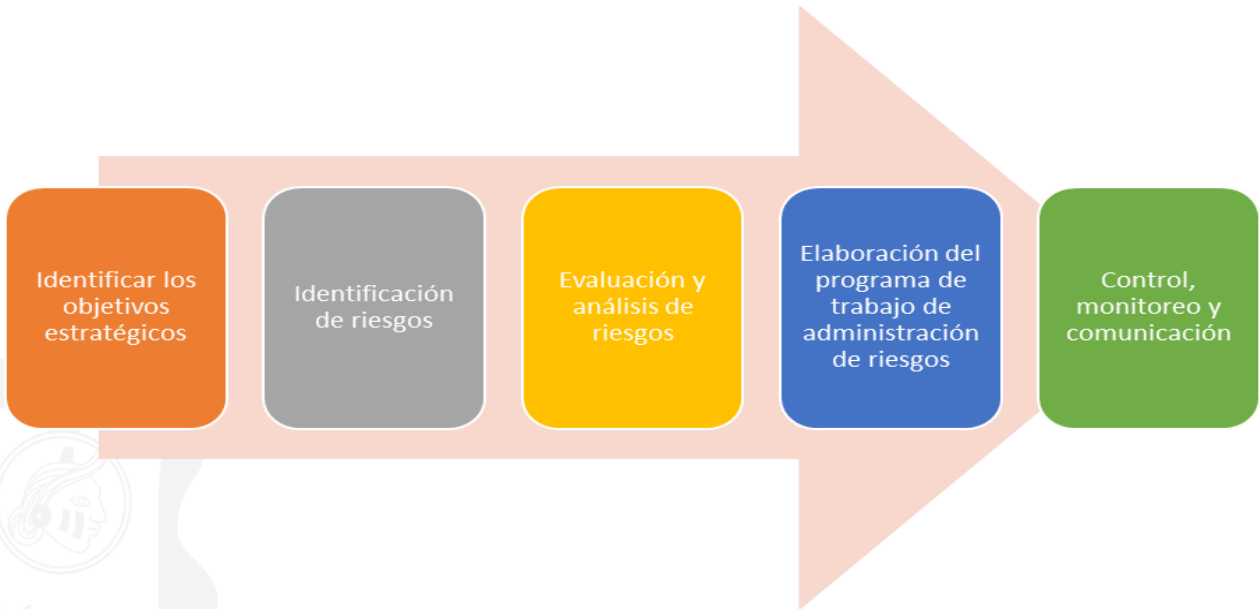 Identificar los
objetivos
estratégicos
Identificación
de riesgos
Evaluación y
análisis de
riesgos
Elaboración del
programa de
trabajo de
administración
de riesgos
Control,
monitoreo y
comunicación